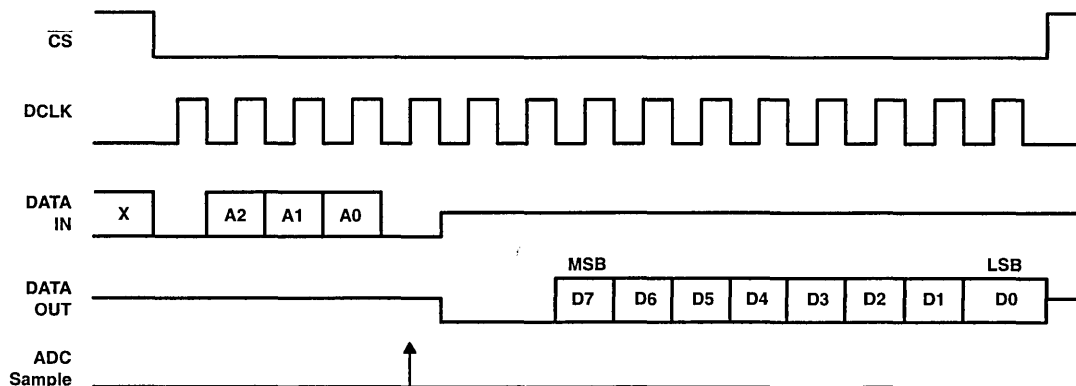 CS
DCLK
DATA
IN
X A2 A1 A0
MSB LSB
DATA
OUT
D7 D6 D5 D4 D3 D2 D1 D0
ADC
Sample